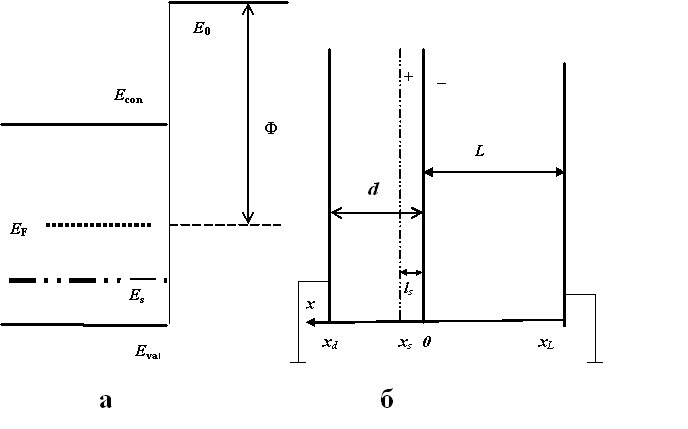 E0
Econ
Φ
EF
Es
Eval
а
+
–
L
d
ls
x
xd
xs
0
xL
б